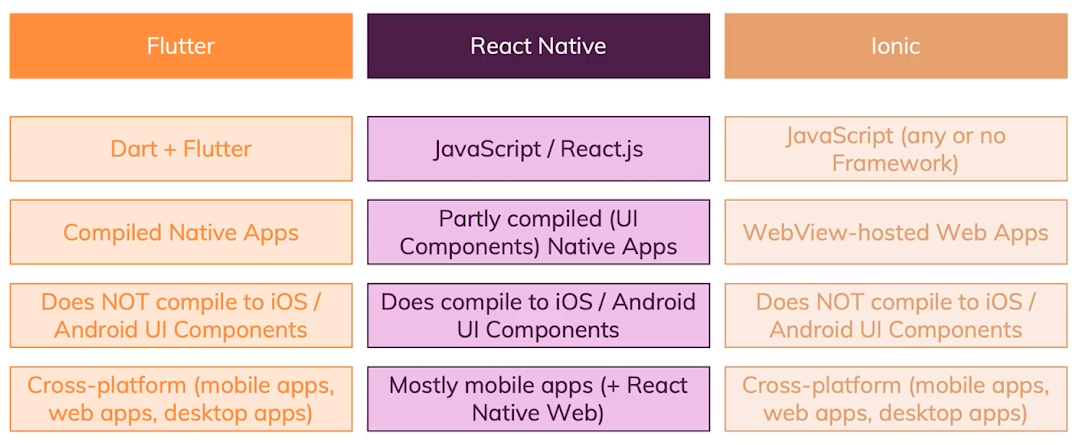 Flutter
React Native
Ionic
Dart + Flutter
JavaScript / React.js
JavaScript (any or no
Framework)
Compiled Native Apps
Partly compiled (UI
Components) Native Apps
WebView-hosted Web Apps
Does NOT compile to iOS /
Android UI Components
Does compile to iOS / Android
UI Components
Does NOT compile to iOS /
Android UI Components
Cross-platform (mobile apps,
web apps, desktop apps)
Mostly mobile apps (+ React
Native Web)
Cross-platform (mobile apps,
web apps, desktop apps)